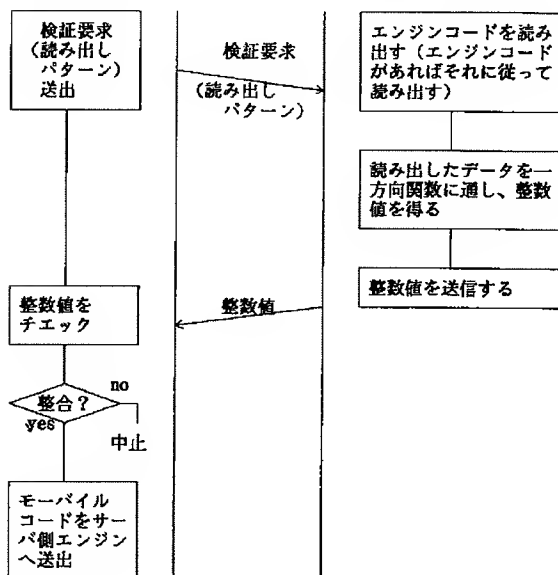 検証要求
(読み出し
パターン)
送出
検証要求
(読み出し
パターン)
エンジンコードを読み
出す(エンジンコード
があればそれに従って
読み出す)
読み出したデータを一
方向関数に通し、整数
値を得る
整数値を送信する
整数値
整数値を
チエック
整合?
no
yes
中止
モーバイル
コードをサー
バ側エンジン
へ送出